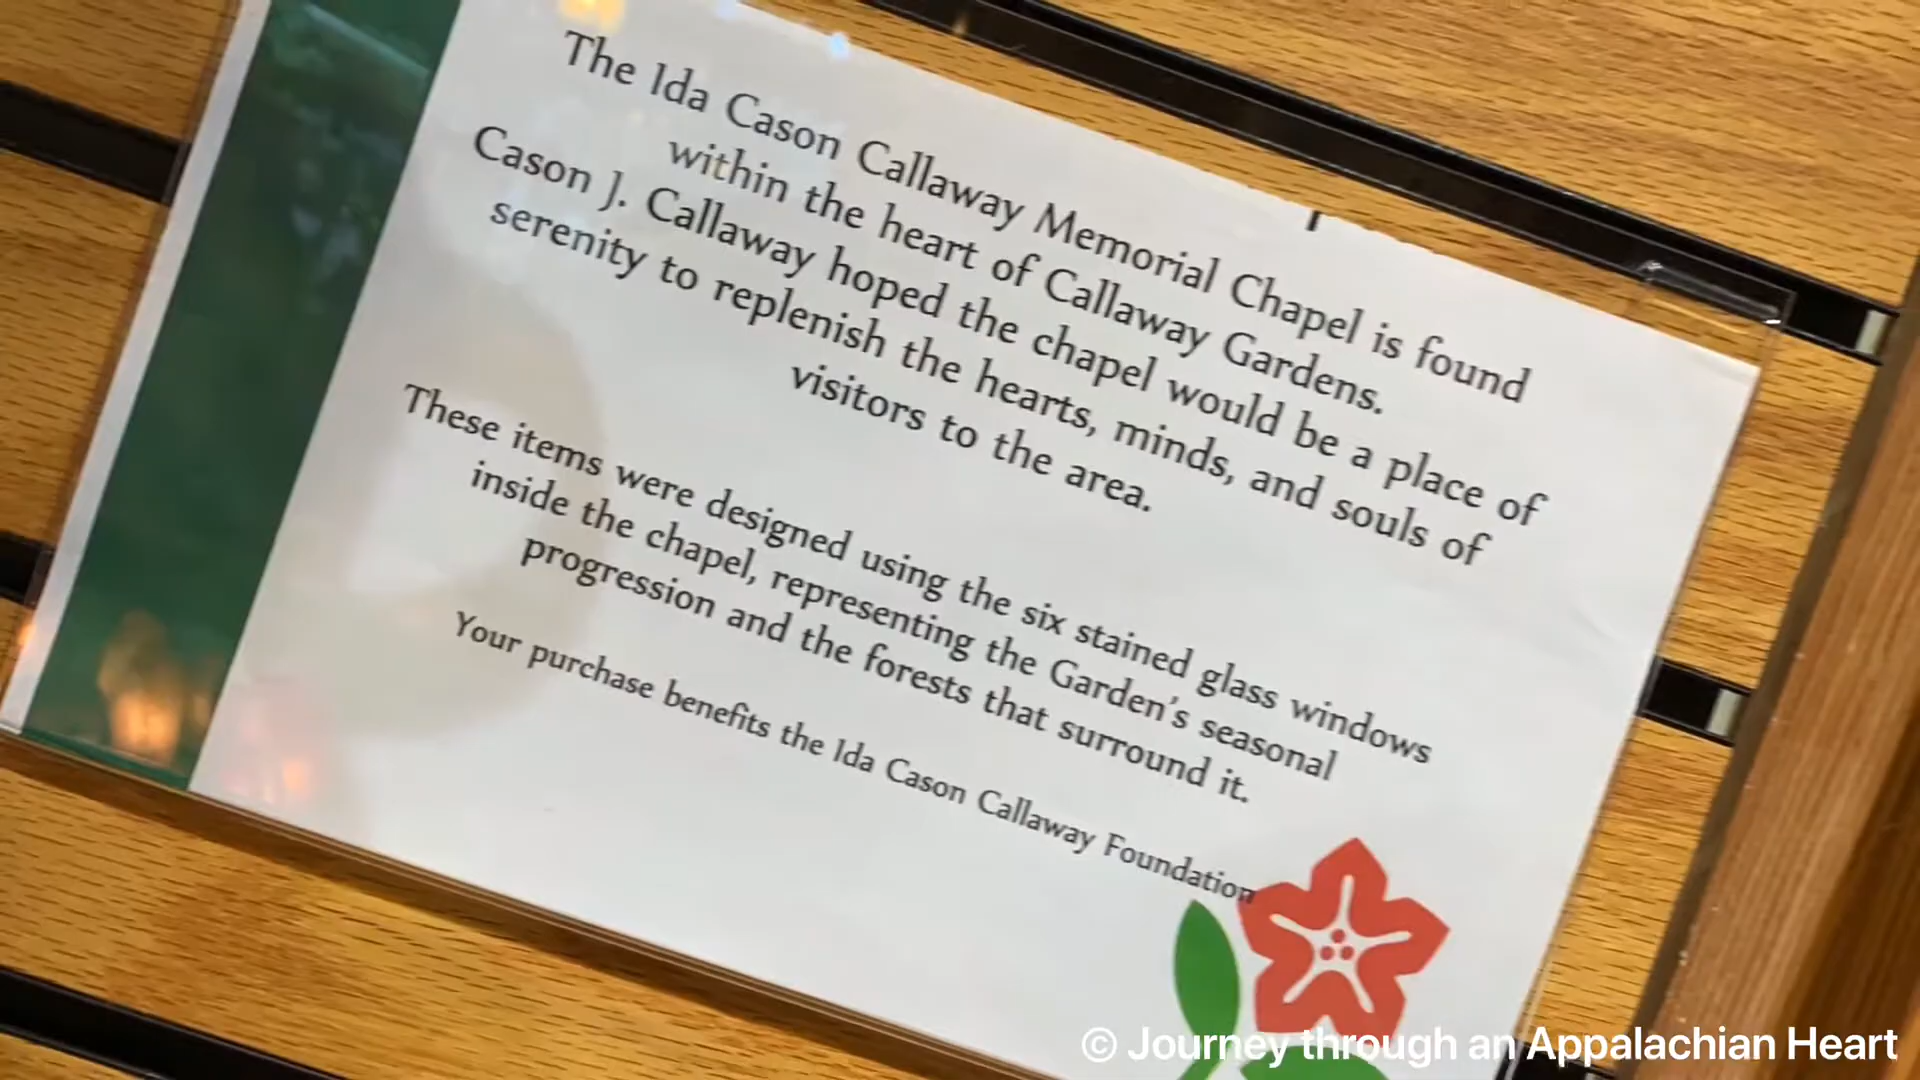 The Ida Cason Callaway Memorial Chapel is found
within the heart of Callaway Gardens.
Cason J. Callaway hoped the chapel would be a place of
serenity to replenish the hearts, minds, and souls of
visitors to the area.
These items were designed using the six stained glass windows
inside the chapel, representing the Garden's seasonal
progression and the forests that surround it.
Your purchase benefits the Ida Cason Callaway Foundation
© Journey through an Appalachian Heart